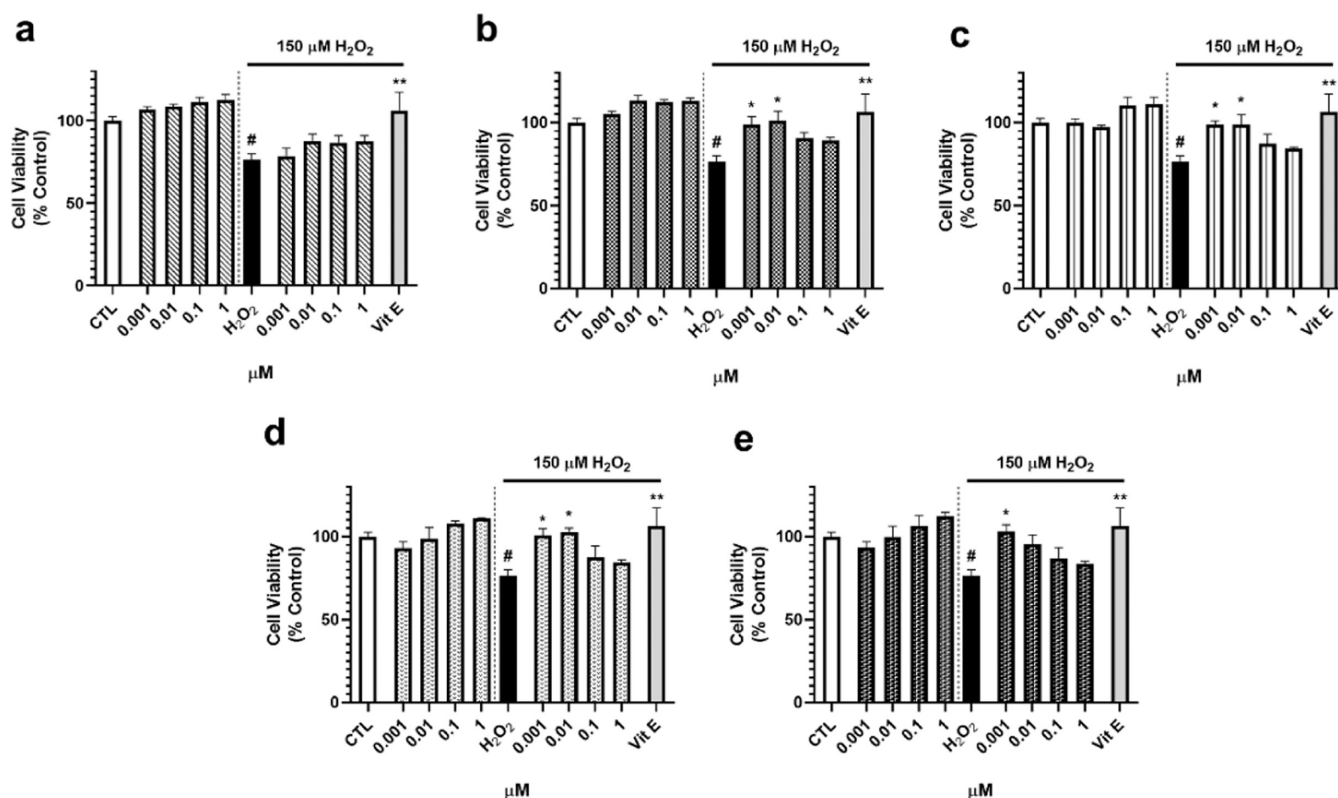 a
150 μM H₂O₂
Cell Viability
(% Control)
100
50
0
#
**
CTL 0.001 0.01 0.1 1 H₂O₂ 0.001 0.01 0.1 1 Vit E
μM
b
150 μM H₂O₂
Cell Viability
(% Control)
100
50
0
#
* *
**
CTL 0.001 0.01 0.1 1 H₂O₂ 0.001 0.01 0.1 1 Vit E
μM
c
150 μM H₂O₂
Cell Viability
(% Control)
100
50
0
#
* *
**
CTL 0.001 0.01 0.1 1 H₂O₂ 0.001 0.01 0.1 1 Vit E
μM
d
150 μM H₂O₂
Cell Viability
(% Control)
100
50
0
#
* *
**
CTL 0.001 0.01 0.1 1 H₂O₂ 0.001 0.01 0.1 1 Vit E
μM
e
150 μM H₂O₂
Cell Viability
(% Control)
100
50
0
#
*
**
CTL 0.001 0.01 0.1 1 H₂O₂ 0.001 0.01 0.1 1 Vit E
μM